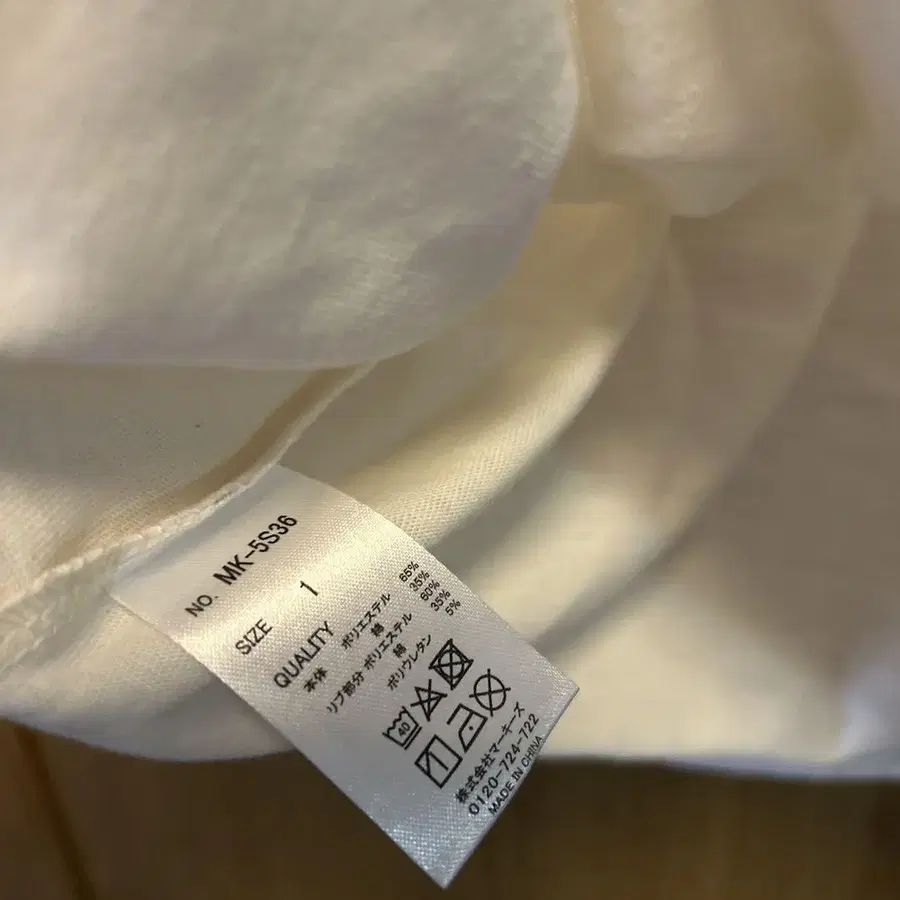 NO. MK-5S36
SIZE 1
QUALITY
本体 ポリエステル 65%
綿 35%
リブ部分 ポリエステル 60%
綿 35%
ポリウレタン 5%
40
株式会社マーキーズ
0120-724-722
MADE IN CHINA